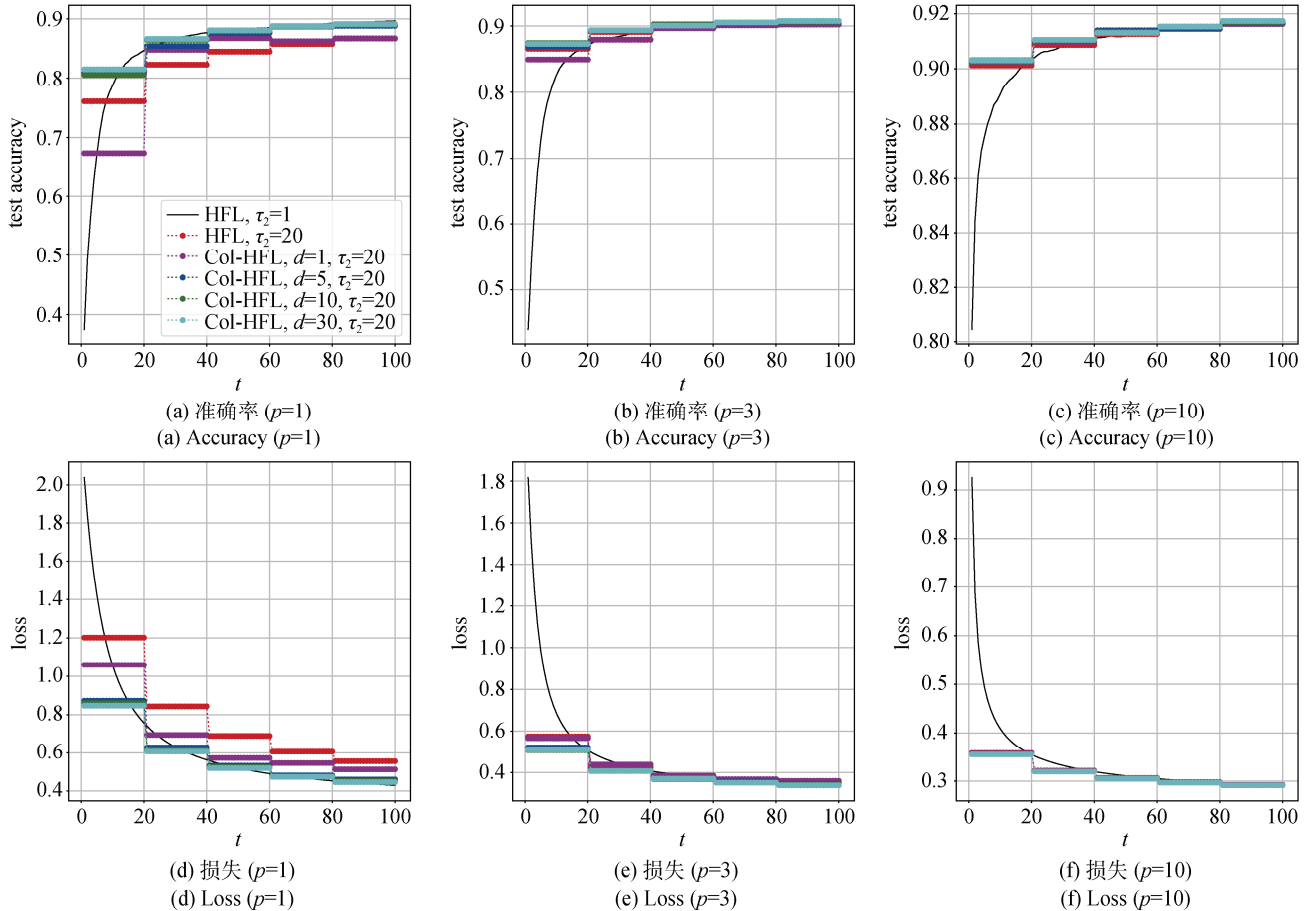 0.9
0.8
0.7
0.6
0.5
0.4
test accuracy
HFL, τ₂=1
HFL, τ₂=20
Col-HFL, d=1, τ₂=20
Col-HFL, d=5, τ₂=20
Col-HFL, d=10, τ₂=20
Col-HFL, d=30, τ₂=20
0 20 40 60 80 100
t
(a) 准确率 (p=1)
(a) Accuracy (p=1)
0.9
0.8
0.7
0.6
0.5
test accuracy
0 20 40 60 80 100
t
(b) 准确率 (p=3)
(b) Accuracy (p=3)
0.92
0.90
0.88
0.86
0.84
0.82
0.80
test accuracy
0 20 40 60 80 100
t
(c) 准确率 (p=10)
(c) Accuracy (p=10)
2.0
1.8
1.6
1.4
1.2
1.0
0.8
0.6
0.4
loss
0 20 40 60 80 100
t
(d) 损失 (p=1)
(d) Loss (p=1)
1.8
1.6
1.4
1.2
1.0
0.8
0.6
0.4
loss
0 20 40 60 80 100
t
(e) 损失 (p=3)
(e) Loss (p=3)
0.9
0.8
0.7
0.6
0.5
0.4
0.3
loss
0 20 40 60 80 100
t
(f) 损失 (p=10)
(f) Loss (p=10)